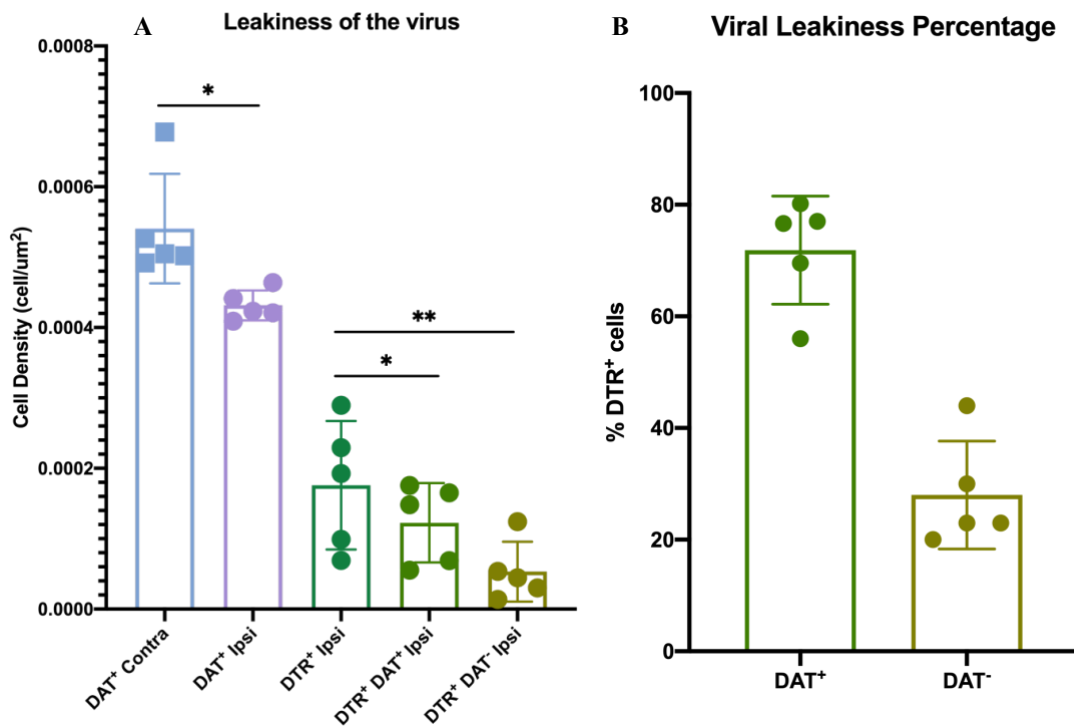 A
Leakiness of the virus
Cell Density (cell/um²)
0.0008
0.0006
0.0004
0.0002
0.0000
*
**
*
DAT⁺ Contra
DAT⁺ Ipsi
DTR⁺ Ipsi
DTR⁺ DAT⁺ Ipsi
DTR⁺ DAT⁻ Ipsi
B
Viral Leakiness Percentage
% DTR⁺ cells
100
80
60
40
20
0
DAT⁺
DAT⁻